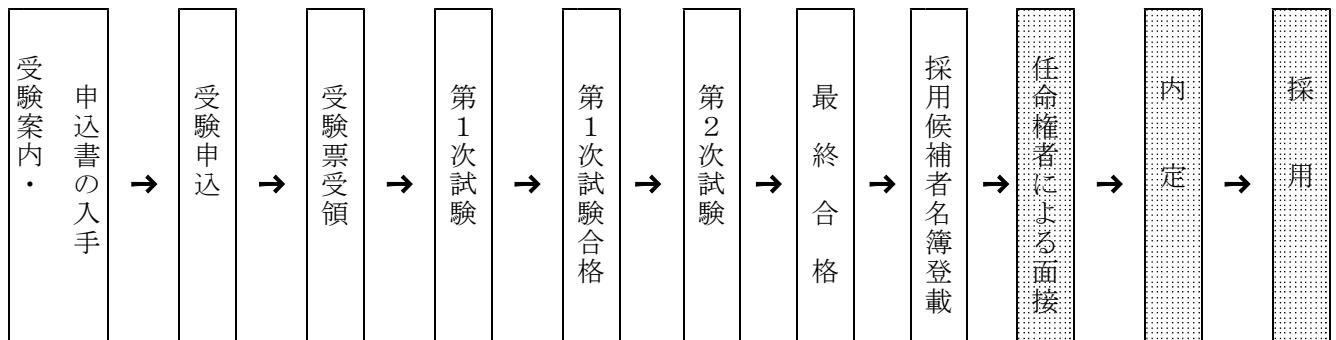 受験案内・
申込書の入手
→
受験申込
→
受験票受領
→
第1次試験
→
第1次試験合格
→
第2次試験
→
最終合格
→
採用候補者名簿登載
→
任命権者による面接
→
内定
→
採用